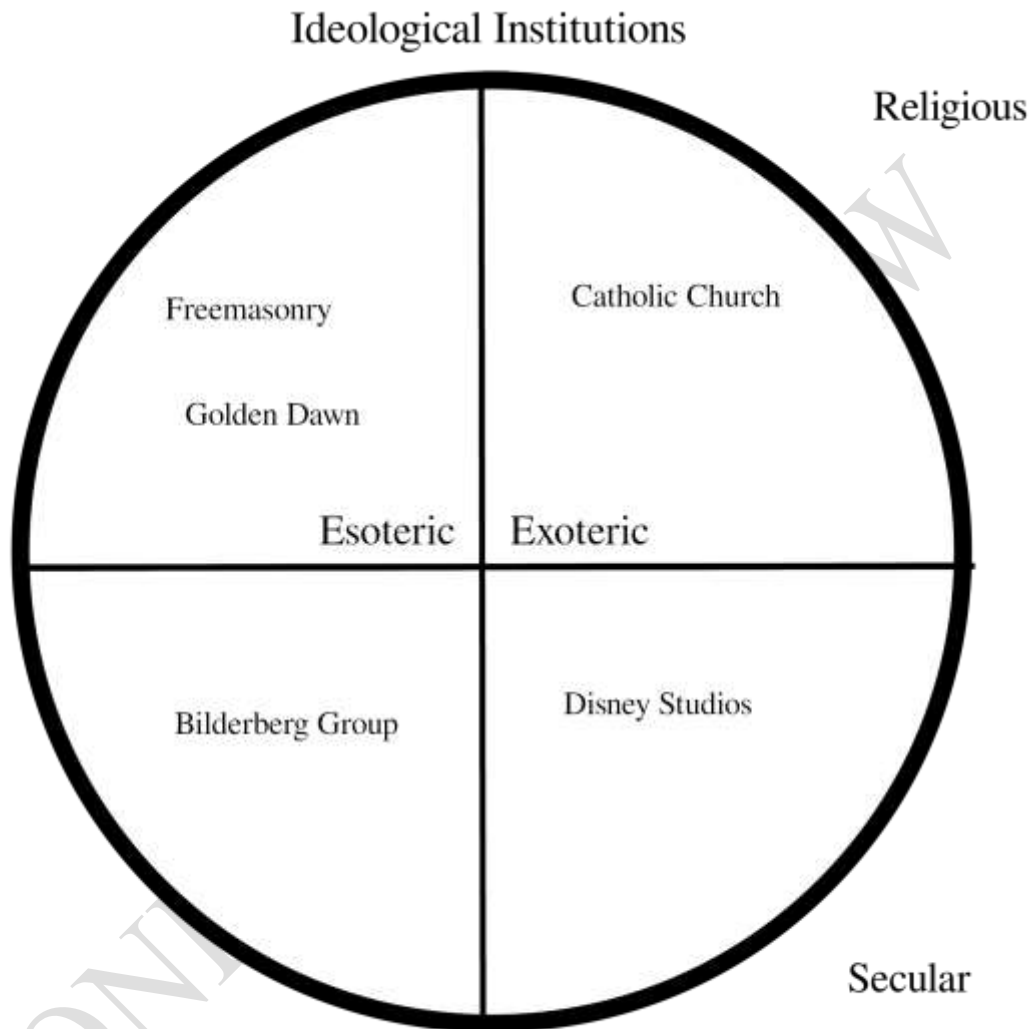 Ideological Institutions
Religious
Freemasonry
Catholic Church
Golden Dawn
Esoteric
Exoteric
Bilderberg Group
Disney Studios
Secular